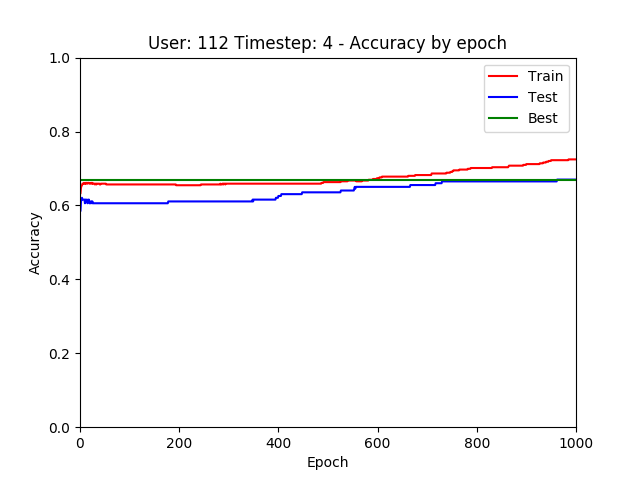 User: 112 Timestep: 4 - Accuracy by epoch
1.0
0.8
0.6
0.4
0.2
0.0
Accuracy
Train
Test
Best
0 200 400 600 800 1000
Epoch